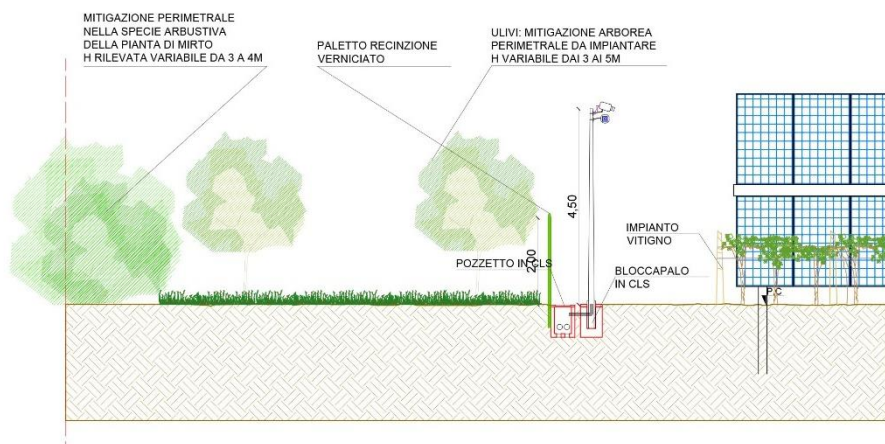 MITIGAZIONE PERIMETRALE
NELLA SPECIE ARBUSTIVA
DELLA PIANTA DI MIRTO
H RILEVATA VARIABILE DA 3 A 4M
PALETTO RECINZIONE
VERNICIATO
ULIVI: MITIGAZIONE ARBOREA
PERIMETRALE DA IMPIANTARE
H VARIABILE DAI 3 AI 5M
4,50
2,00
POZZETTO IN CLS
IMPIANTO
VITIGNO
BLOCCAPALO
IN CLS
P.C.